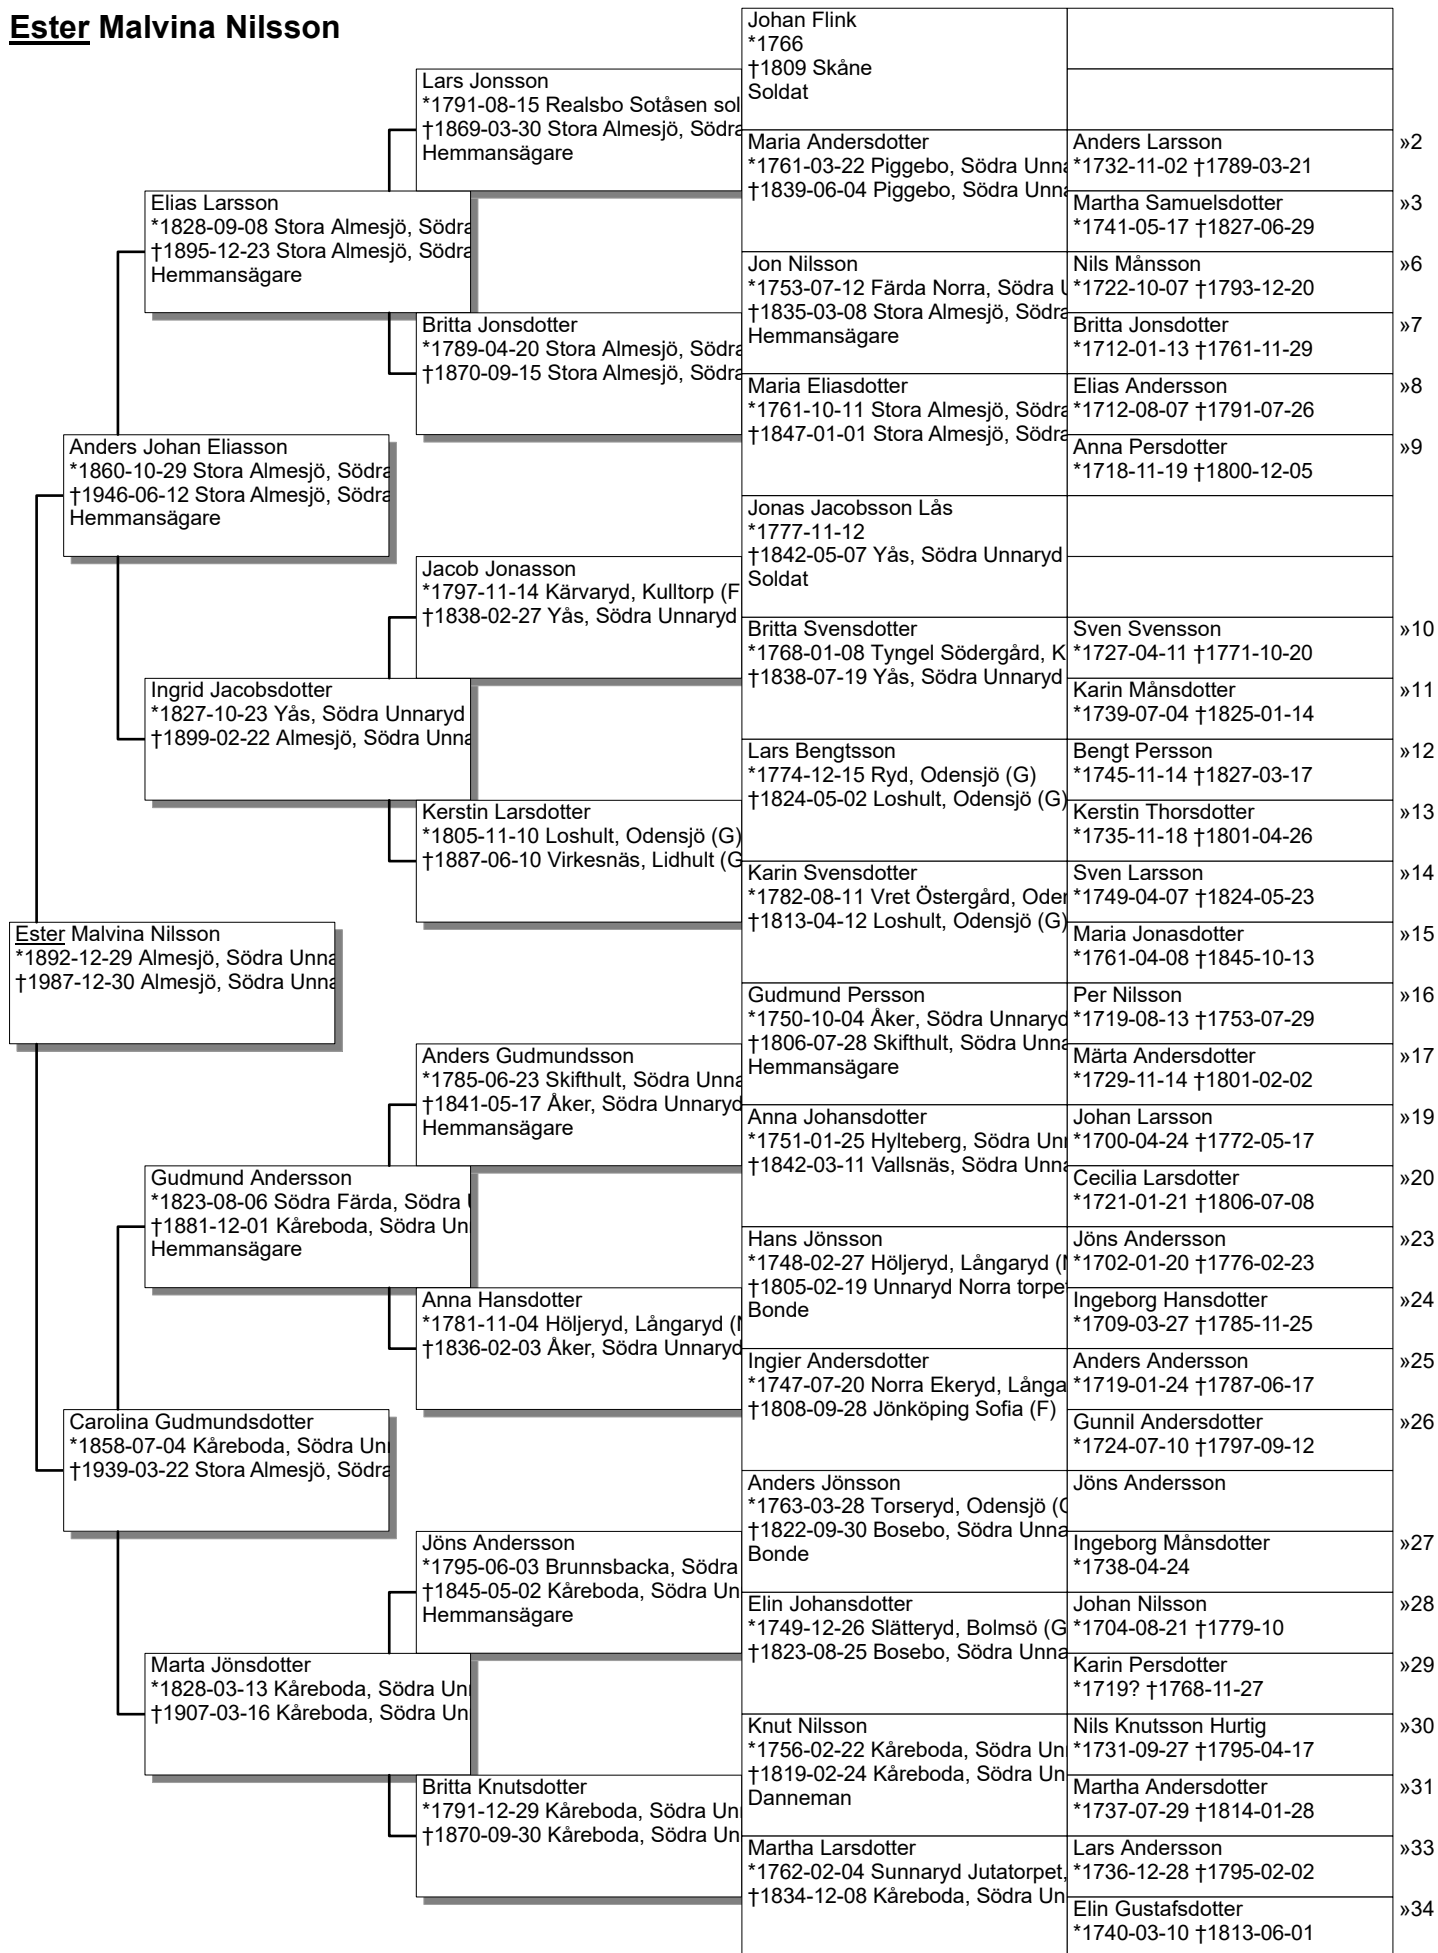 Ester Malvina Nilsson
Johan Flink
*1766
†1809 Skåne
Soldat
Lars Jonsson
*1791-08-15 Realsbo Sotåsen sol
†1869-03-30 Stora Almesjö, Södra
Hemmansägare
Maria Andersdotter
*1761-03-22 Piggebo, Södra Unna
†1839-06-04 Piggebo, Södra Unna
Anders Larsson
*1732-11-02 †1789-03-21
»2
Martha Samuelsdotter
*1741-05-17 †1827-06-29
»3
Elias Larsson
*1828-09-08 Stora Almesjö, Södra
†1895-12-23 Stora Almesjö, Södra
Hemmansägare
Jon Nilsson
*1753-07-12 Färda Norra, Södra U
†1835-03-08 Stora Almesjö, Södra
Hemmansägare
Nils Månsson
*1722-10-07 †1793-12-20
»6
Britta Jonsdotter
*1712-01-13 †1761-11-29
»7
Britta Jonsdotter
*1789-04-20 Stora Almesjö, Södra
†1870-09-15 Stora Almesjö, Södra
Maria Eliasdotter
*1761-10-11 Stora Almesjö, Södra
†1847-01-01 Stora Almesjö, Södra
Elias Andersson
*1712-08-07 †1791-07-26
»8
Anna Persdotter
*1718-11-19 †1800-12-05
»9
Anders Johan Eliasson
*1860-10-29 Stora Almesjö, Södra
†1946-06-12 Stora Almesjö, Södra
Hemmansägare
Jonas Jacobsson Lås
*1777-11-12
†1842-05-07 Yås, Södra Unnaryd
Soldat
Jacob Jonasson
*1797-11-14 Kärvaryd, Kulltorp (F
†1838-02-27 Yås, Södra Unnaryd
Britta Svensdotter
*1768-01-08 Tyngel Södergård, K
†1838-07-19 Yås, Södra Unnaryd
Sven Svensson
*1727-04-11 †1771-10-20
»10
Karin Månsdotter
*1739-07-04 †1825-01-14
»11
Ingrid Jacobsdotter
*1827-10-23 Yås, Södra Unnaryd
†1899-02-22 Almesjö, Södra Unna
Lars Bengtsson
*1774-12-15 Ryd, Odensjö (G)
†1824-05-02 Loshult, Odensjö (G)
Bengt Persson
*1745-11-14 †1827-03-17
»12
Kerstin Thorsdotter
*1735-11-18 †1801-04-26
»13
Kerstin Larsdotter
*1805-11-10 Loshult, Odensjö (G)
†1887-06-10 Virkesnäs, Lidhult (G
Karin Svensdotter
*1782-08-11 Vret Östergård, Oden
†1813-04-12 Loshult, Odensjö (G)
Sven Larsson
*1749-04-07 †1824-05-23
»14
Maria Jonasdotter
*1761-04-08 †1845-10-13
»15
Ester Malvina Nilsson
*1892-12-29 Almesjö, Södra Unna
†1987-12-30 Almesjö, Södra Unna
Gudmund Persson
*1750-10-04 Åker, Södra Unnaryd
†1806-07-28 Skifthult, Södra Unna
Hemmansägare
Per Nilsson
*1719-08-13 †1753-07-29
»16
Märta Andersdotter
*1729-11-14 †1801-02-02
»17
Anders Gudmundsson
*1785-06-23 Skifthult, Södra Unna
†1841-05-17 Åker, Södra Unnaryd
Hemmansägare
Anna Johansdotter
*1751-01-25 Hylteberg, Södra Unn
†1842-03-11 Vallsnäs, Södra Unna
Johan Larsson
*1700-04-24 †1772-05-17
»19
Cecilia Larsdotter
*1721-01-21 †1806-07-08
»20
Gudmund Andersson
*1823-08-06 Södra Färda, Södra U
†1881-12-01 Kåreboda, Södra Un
Hemmansägare
Hans Jönsson
*1748-02-27 Höljeryd, Långaryd (N
†1805-02-19 Unnaryd Norra torpet
Bonde
Jöns Andersson
*1702-01-20 †1776-02-23
»23
Ingeborg Hansdotter
*1709-03-27 †1785-11-25
»24
Anna Hansdotter
*1781-11-04 Höljeryd, Långaryd (N
†1836-02-03 Åker, Södra Unnaryd
Ingier Andersdotter
*1747-07-20 Norra Ekeryd, Långa
†1808-09-28 Jönköping Sofia (F)
Anders Andersson
*1719-01-24 †1787-06-17
»25
Gunnil Andersdotter
*1724-07-10 †1797-09-12
»26
Carolina Gudmundsdotter
*1858-07-04 Kåreboda, Södra Unn
†1939-03-22 Stora Almesjö, Södra
Anders Jönsson
*1763-03-28 Torseryd, Odensjö (G
†1822-09-30 Bosebo, Södra Unna
Bonde
Jöns Andersson
Ingeborg Månsdotter
*1738-04-24
»27
Jöns Andersson
*1795-06-03 Brunnsbacka, Södra
†1845-05-02 Kåreboda, Södra Un
Hemmansägare
Elin Johansdotter
*1749-12-26 Slätteryd, Bolmsö (G
†1823-08-25 Bosebo, Södra Unna
Johan Nilsson
*1704-08-21 †1779-10
»28
Karin Persdotter
*1719? †1768-11-27
»29
Marta Jönsdotter
*1828-03-13 Kåreboda, Södra Unn
†1907-03-16 Kåreboda, Södra Un
Knut Nilsson
*1756-02-22 Kåreboda, Södra Unn
†1819-02-24 Kåreboda, Södra Un
Danneman
Nils Knutsson Hurtig
*1731-09-27 †1795-04-17
»30
Martha Andersdotter
*1737-07-29 †1814-01-28
»31
Britta Knutsdotter
*1791-12-29 Kåreboda, Södra Unn
†1870-09-30 Kåreboda, Södra Un
Martha Larsdotter
*1762-02-04 Sunnaryd Jutatorpet,
†1834-12-08 Kåreboda, Södra Un
Lars Andersson
*1736-12-28 †1795-02-02
»33
Elin Gustafsdotter
*1740-03-10 †1813-06-01
»34